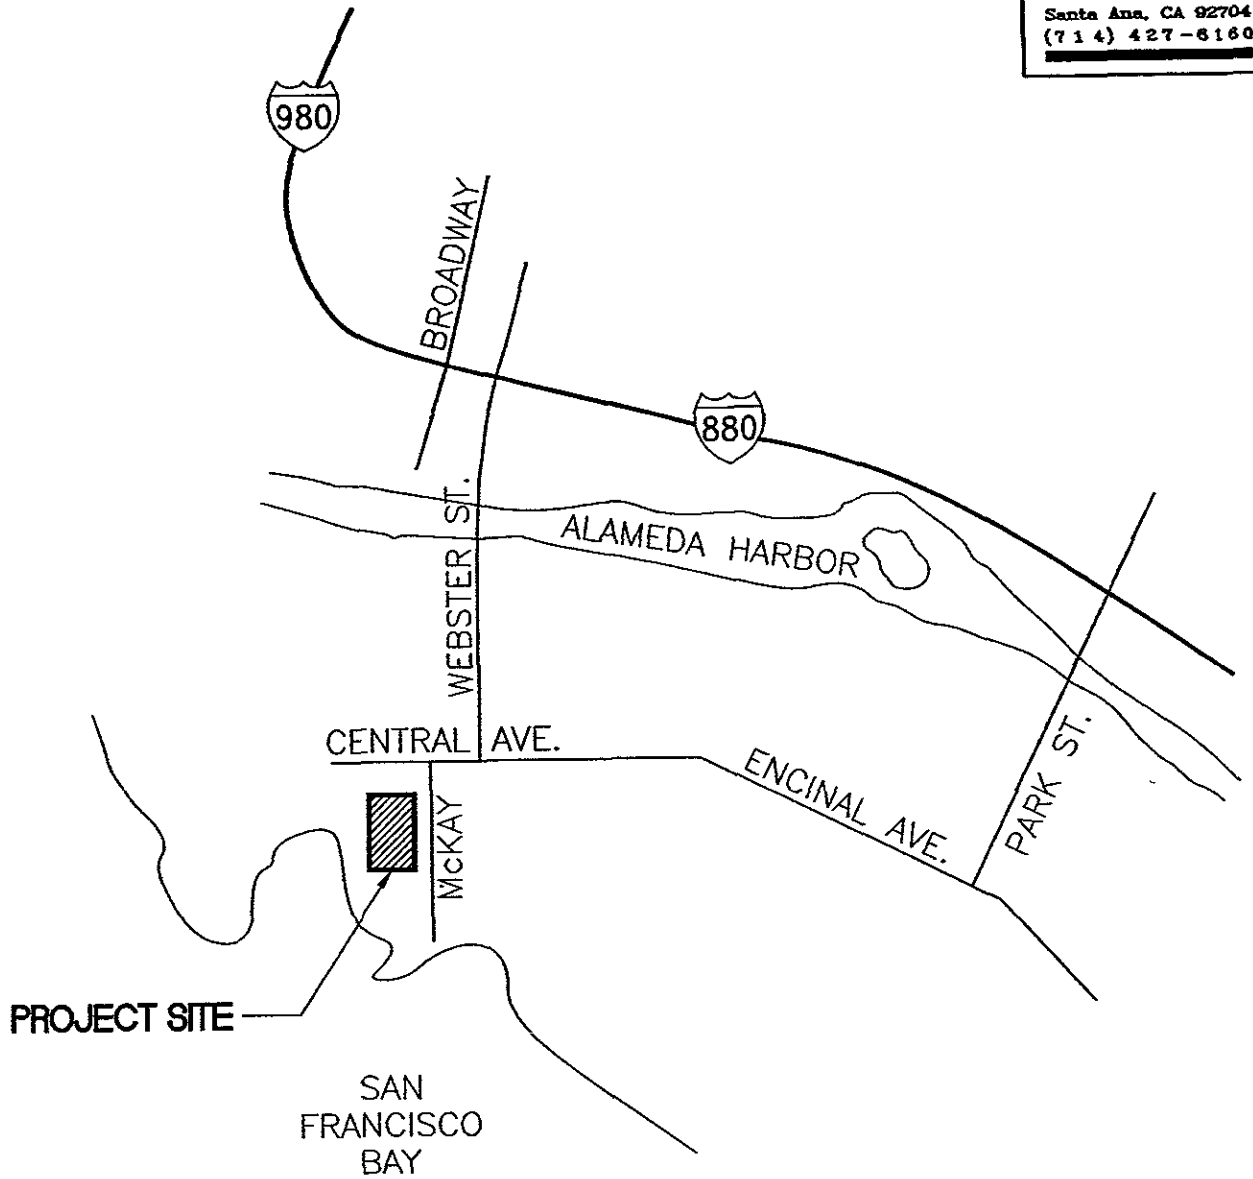 Santa Ana, CA 92704
(714) 427-6160
980
BROADWAY
880
WEBSTER ST.
ALAMEDA HARBOR
CENTRAL AVE.
ENCINAL AVE.
PARK ST.
McKAY
PROJECT SITE
SAN
FRANCISCO
BAY